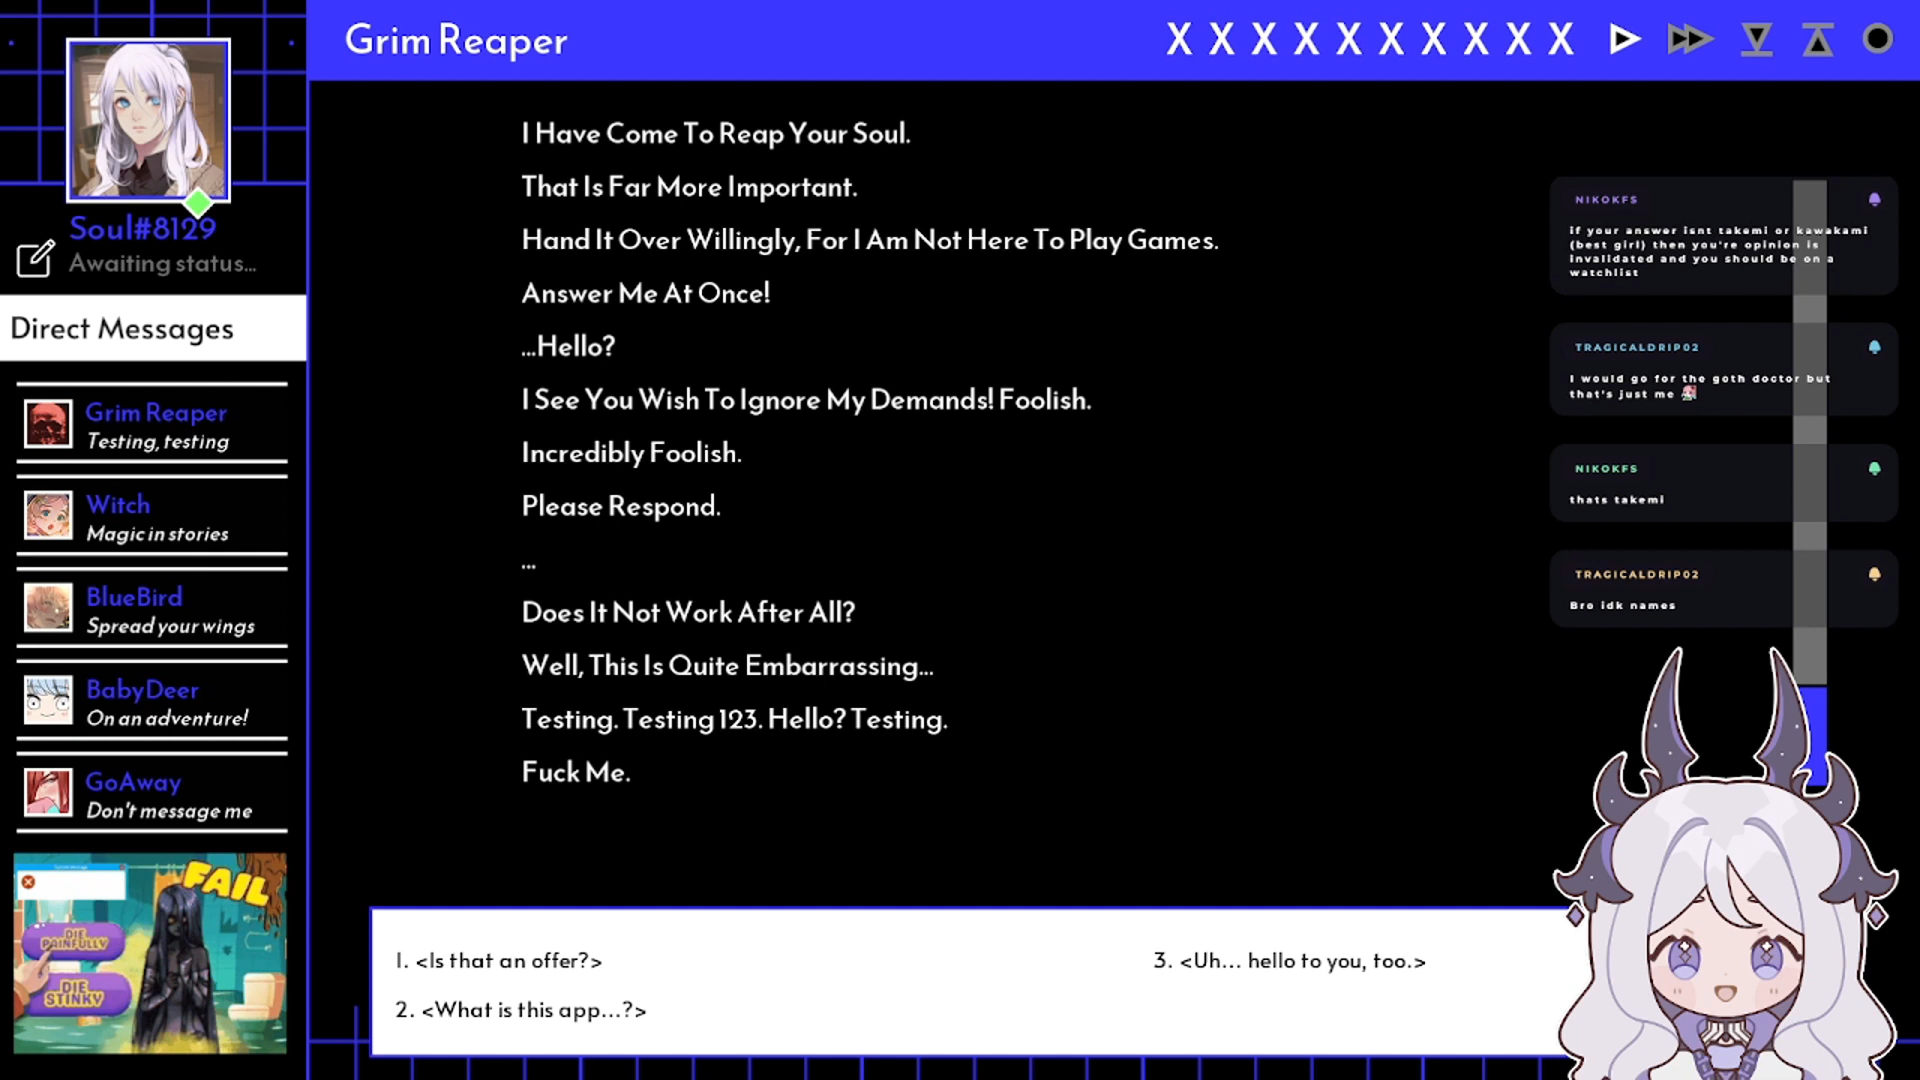 Grim Reaper
X X X X X X X X X X
Soul#8129
Awaiting status...
Direct Messages
Grim Reaper
Testing, testing
Witch
Magic in stories
BlueBird
Spread your wings
BabyDeer
On an adventure!
GoAway
Don't message me
FAIL
DIE
PAINFULLY
DIE
STINKY
I Have Come To Reap Your Soul.
That Is Far More Important.
Hand It Over Willingly, For I Am Not Here To Play Games.
Answer Me At Once!
...Hello?
I See You Wish To Ignore My Demands! Foolish.
Incredibly Foolish.
Please Respond.
...
Does It Not Work After All?
Well, This Is Quite Embarrassing...
Testing. Testing 123. Hello? Testing.
Fuck Me.
NIKOKFS
if your answer isnt takemi or kawakami
(best girl) then you're opinion is
invalidated and you should be on a
watchlist
TRAGICALDRIP02
I would go for the goth doctor but
that's just me
NIKOKFS
thats takemi
TRAGICALDRIP02
Bro idk names
1. <Is that an offer?>
2. <What is this app...?>
3. <Uh... hello to you, too.>